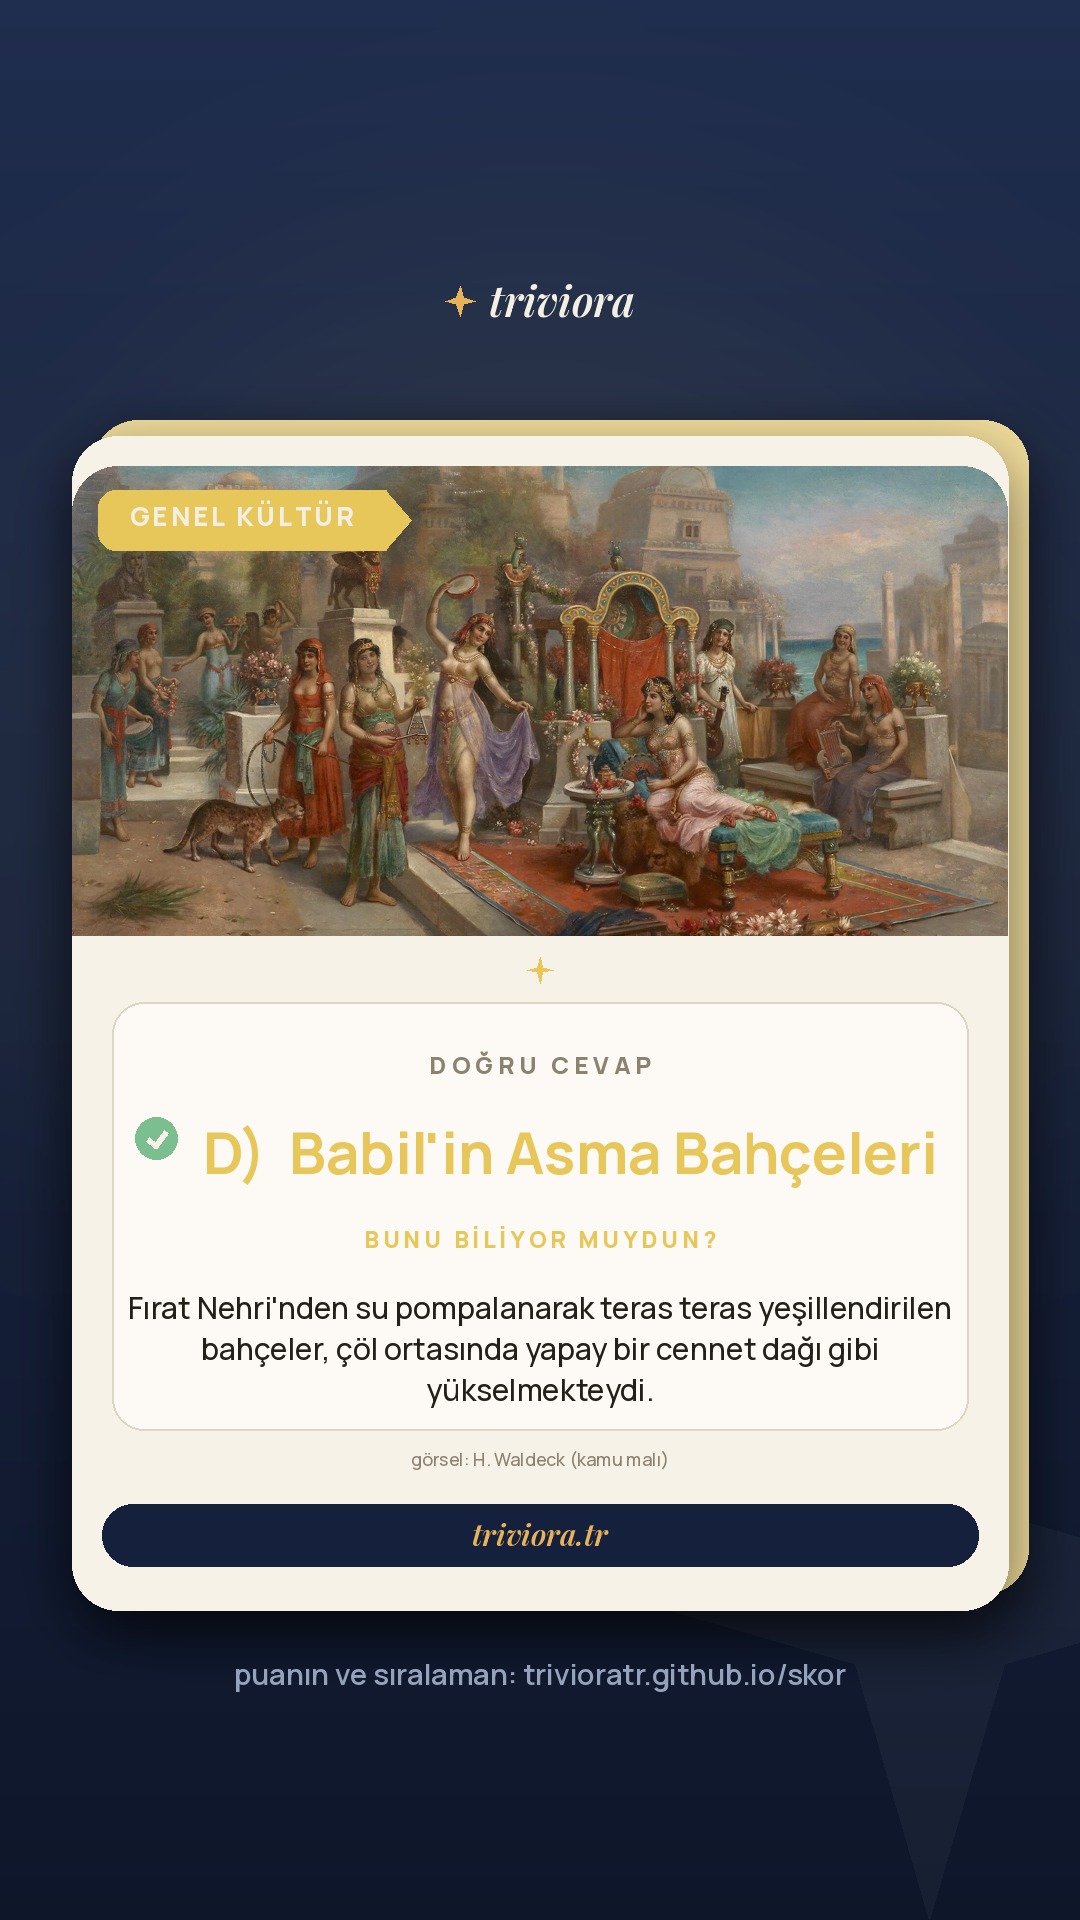 triviora
GENEL KÜLTÜR
DOĞRU CEVAP
D) Babil'in Asma Bahçeleri
BUNU BİLİYOR MUYDUN?
Fırat Nehri'nden su pompalanarak teras teras yeşillendirilen
bahçeler, çöl ortasında yapay bir cennet dağı gibi
yükselmekteydi.
görsel: H. Waldeck (kamu malı)
triviora.tr
puanın ve sıralaman: trivioratr.github.io/skor